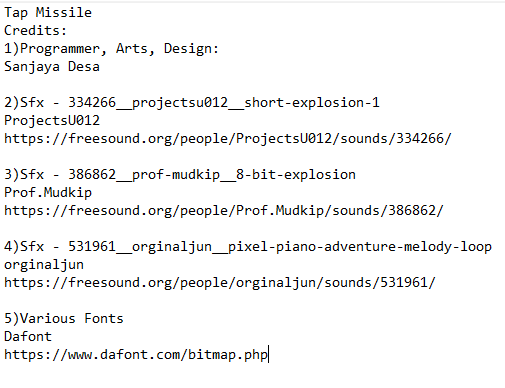 Tap Missile
Credits:
1)Programmer, Arts, Design:
Sanjaya Desa
2)Sfx - 334266__projectsu012__short-explosion-1
ProjectsU012
https://freesound.org/people/ProjectsU012/sounds/334266/
3)Sfx - 386862__prof-mudkip__8-bit-explosion
Prof.Mudkip
https://freesound.org/people/Prof.Mudkip/sounds/386862/
4)Sfx - 531961__orginaljun__pixel-piano-adventure-melody-loop
orginaljun
https://freesound.org/people/orginaljun/sounds/531961/
5)Various Fonts
Dafont
https://www.dafont.com/bitmap.php